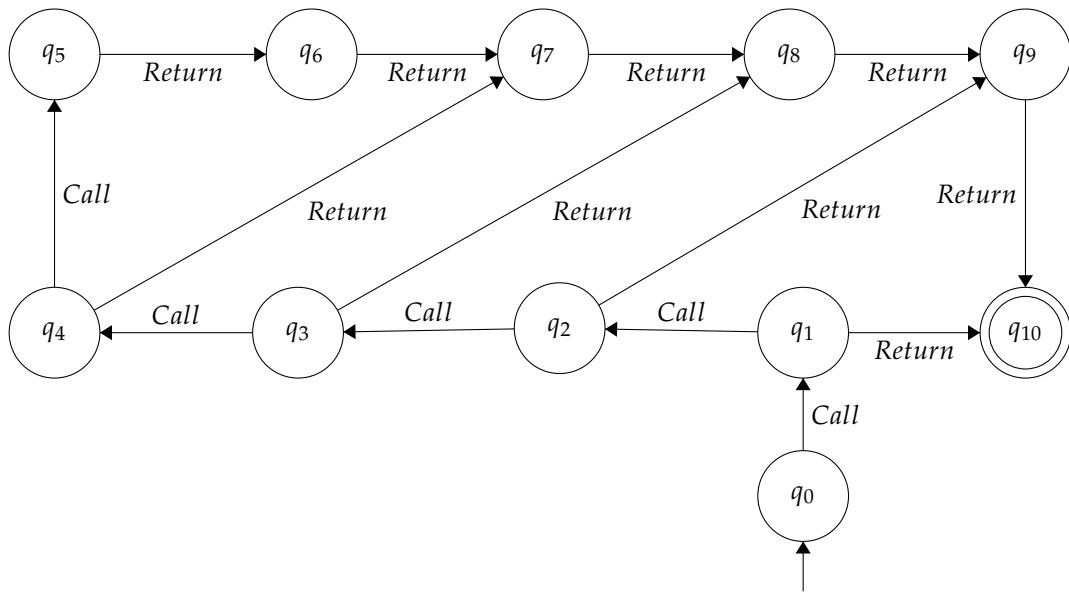 q5 q6 q7 q8 q9
Return Return Return Return
Call Return Return Return Return
q4 Call q3 Call q2 Call q1 Return q10
Call
q0